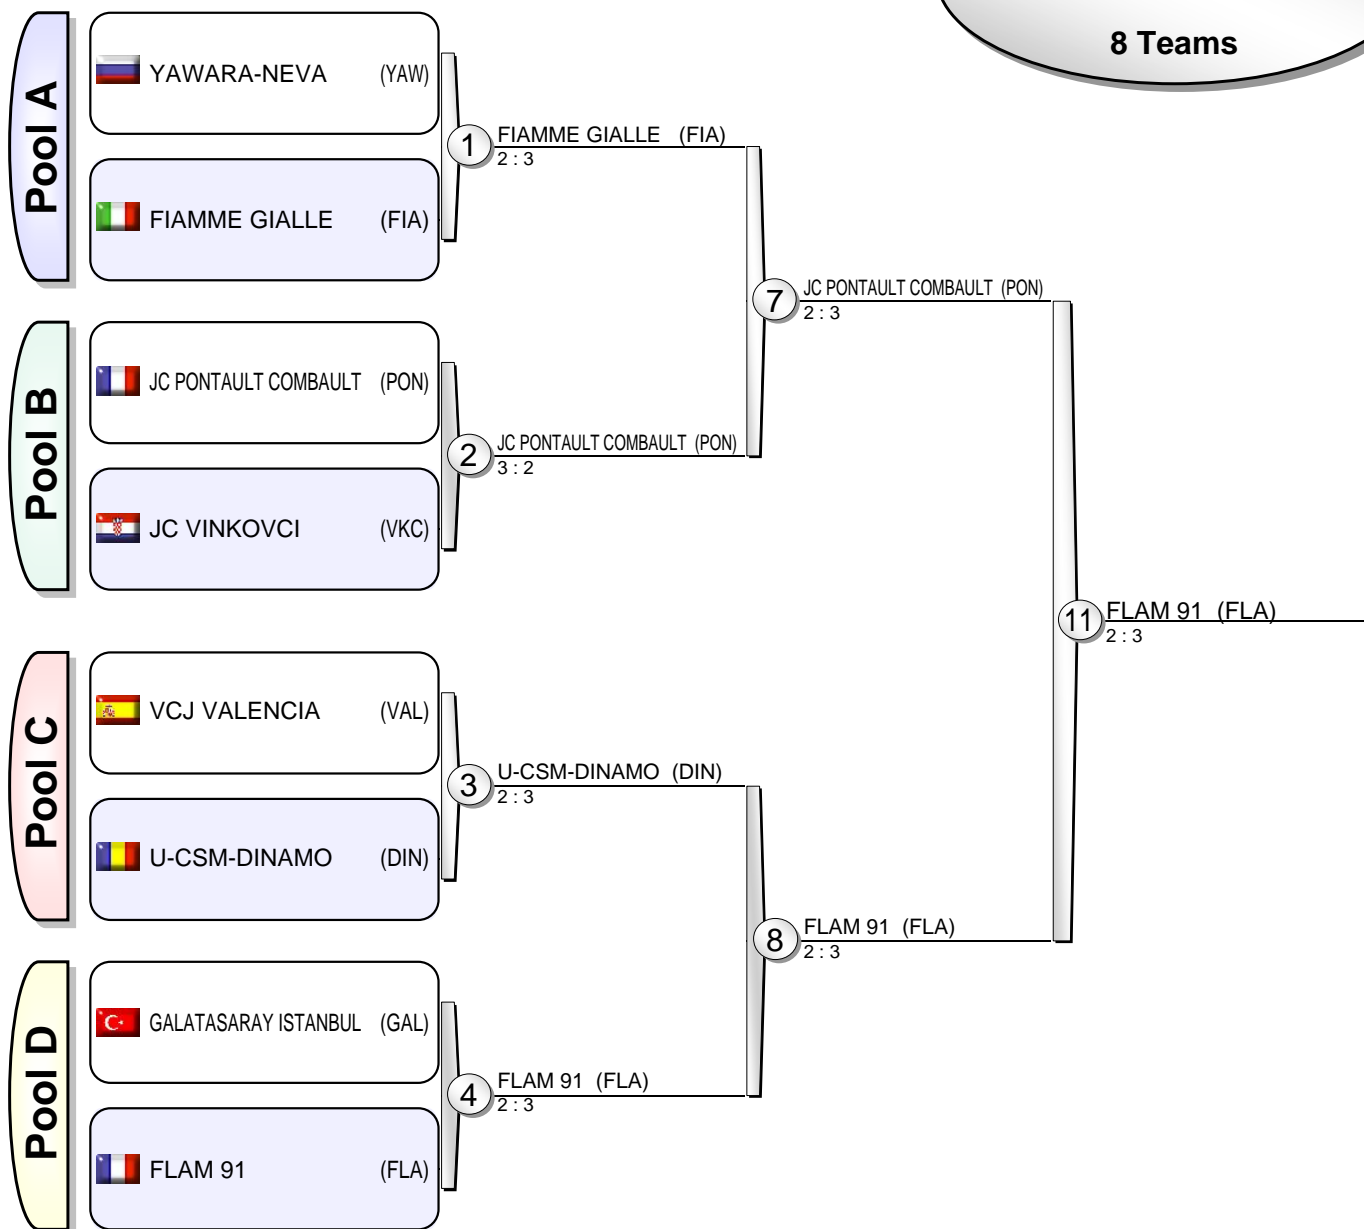 8 Teams
Pool A
YAWARA-NEVA (YAW)
FIAMME GIALLE (FIA)
1
FIAMME GIALLE (FIA)
2 : 3
Pool B
JC PONTAULT COMBAULT (PON)
JC VINKOVCI (VKC)
2
JC PONTAULT COMBAULT (PON)
3 : 2
7
JC PONTAULT COMBAULT (PON)
2 : 3
Pool C
VCJ VALENCIA (VAL)
U-CSM-DINAMO (DIN)
3
U-CSM-DINAMO (DIN)
2 : 3
Pool D
GALATASARAY ISTANBUL (GAL)
FLAM 91 (FLA)
4
FLAM 91 (FLA)
2 : 3
8
FLAM 91 (FLA)
2 : 3
11
FLAM 91 (FLA)
2 : 3